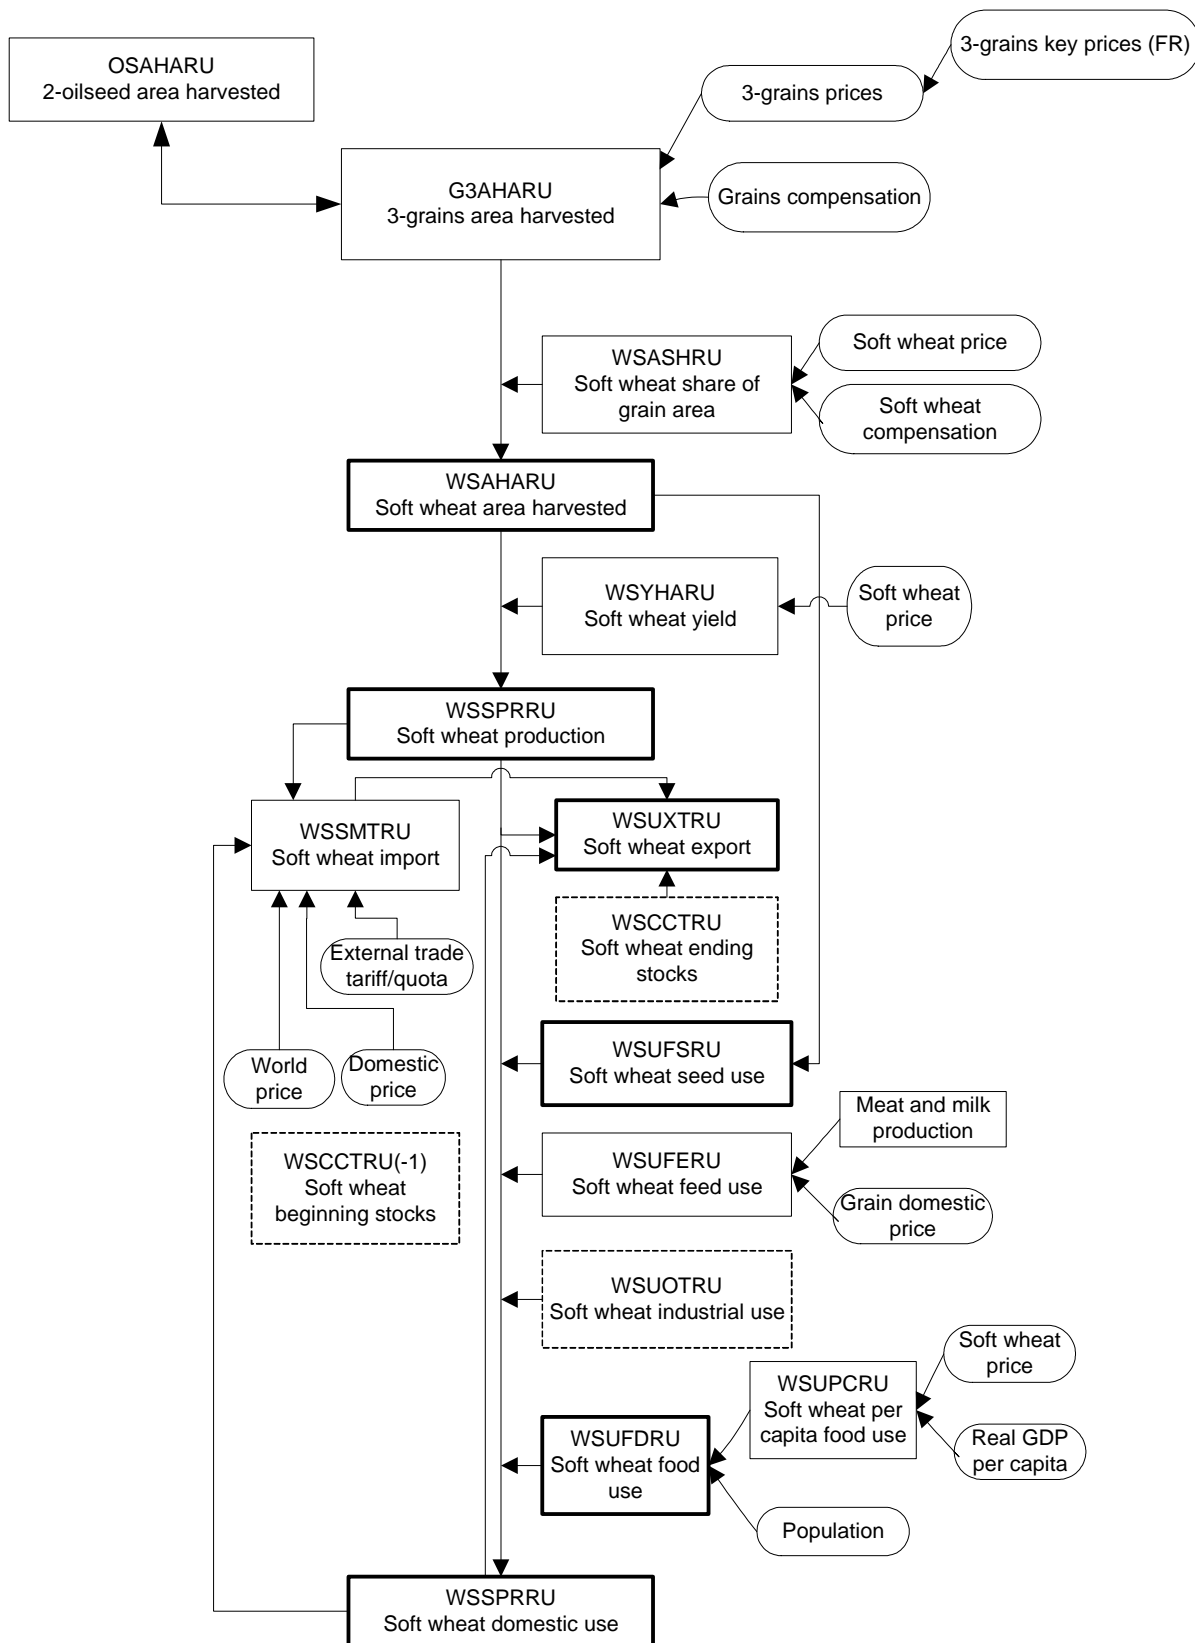 3-grains key prices (FR)
OSAHARU
2-oilseed area harvested
3-grains prices
G3AHARU
3-grains area harvested
Grains compensation
WSASHRU
Soft wheat share of
grain area
Soft wheat price
Soft wheat
compensation
WSAHARU
Soft wheat area harvested
WSYHARU
Soft wheat yield
Soft wheat
price
WSSPRRU
Soft wheat production
WSSMTRU
Soft wheat import
WSUXTRU
Soft wheat export
WSCCTRU
Soft wheat ending
stocks
External trade
tariff/quota
World
price
Domestic
price
WSUFSRU
Soft wheat seed use
Meat and milk
production
WSCCTRU(-1)
Soft wheat
beginning stocks
WSUFERU
Soft wheat feed use
Grain domestic
price
WSUOTRU
Soft wheat industrial use
Soft wheat
price
WSUPCRU
Soft wheat per
capita food use
Real GDP
per capita
WSUFDRU
Soft wheat food
use
Population
WSSPRRU
Soft wheat domestic use